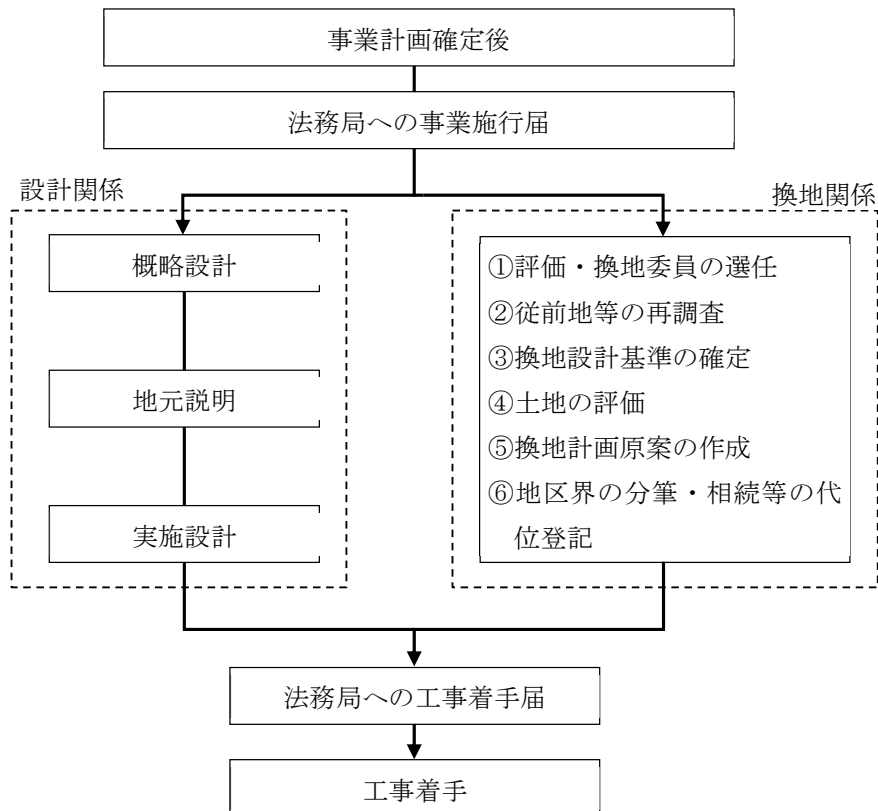 事業計画確定後
法務局への事業施行届
設計関係
換地関係
概略設計
地元説明
実施設計
①評価・換地委員の選任
②従前地等の再調査
③換地設計基準の確定
④土地の評価
⑤換地計画原案の作成
⑥地区界の分筆・相続等の代
位登記
法務局への工事着手届
工事着手